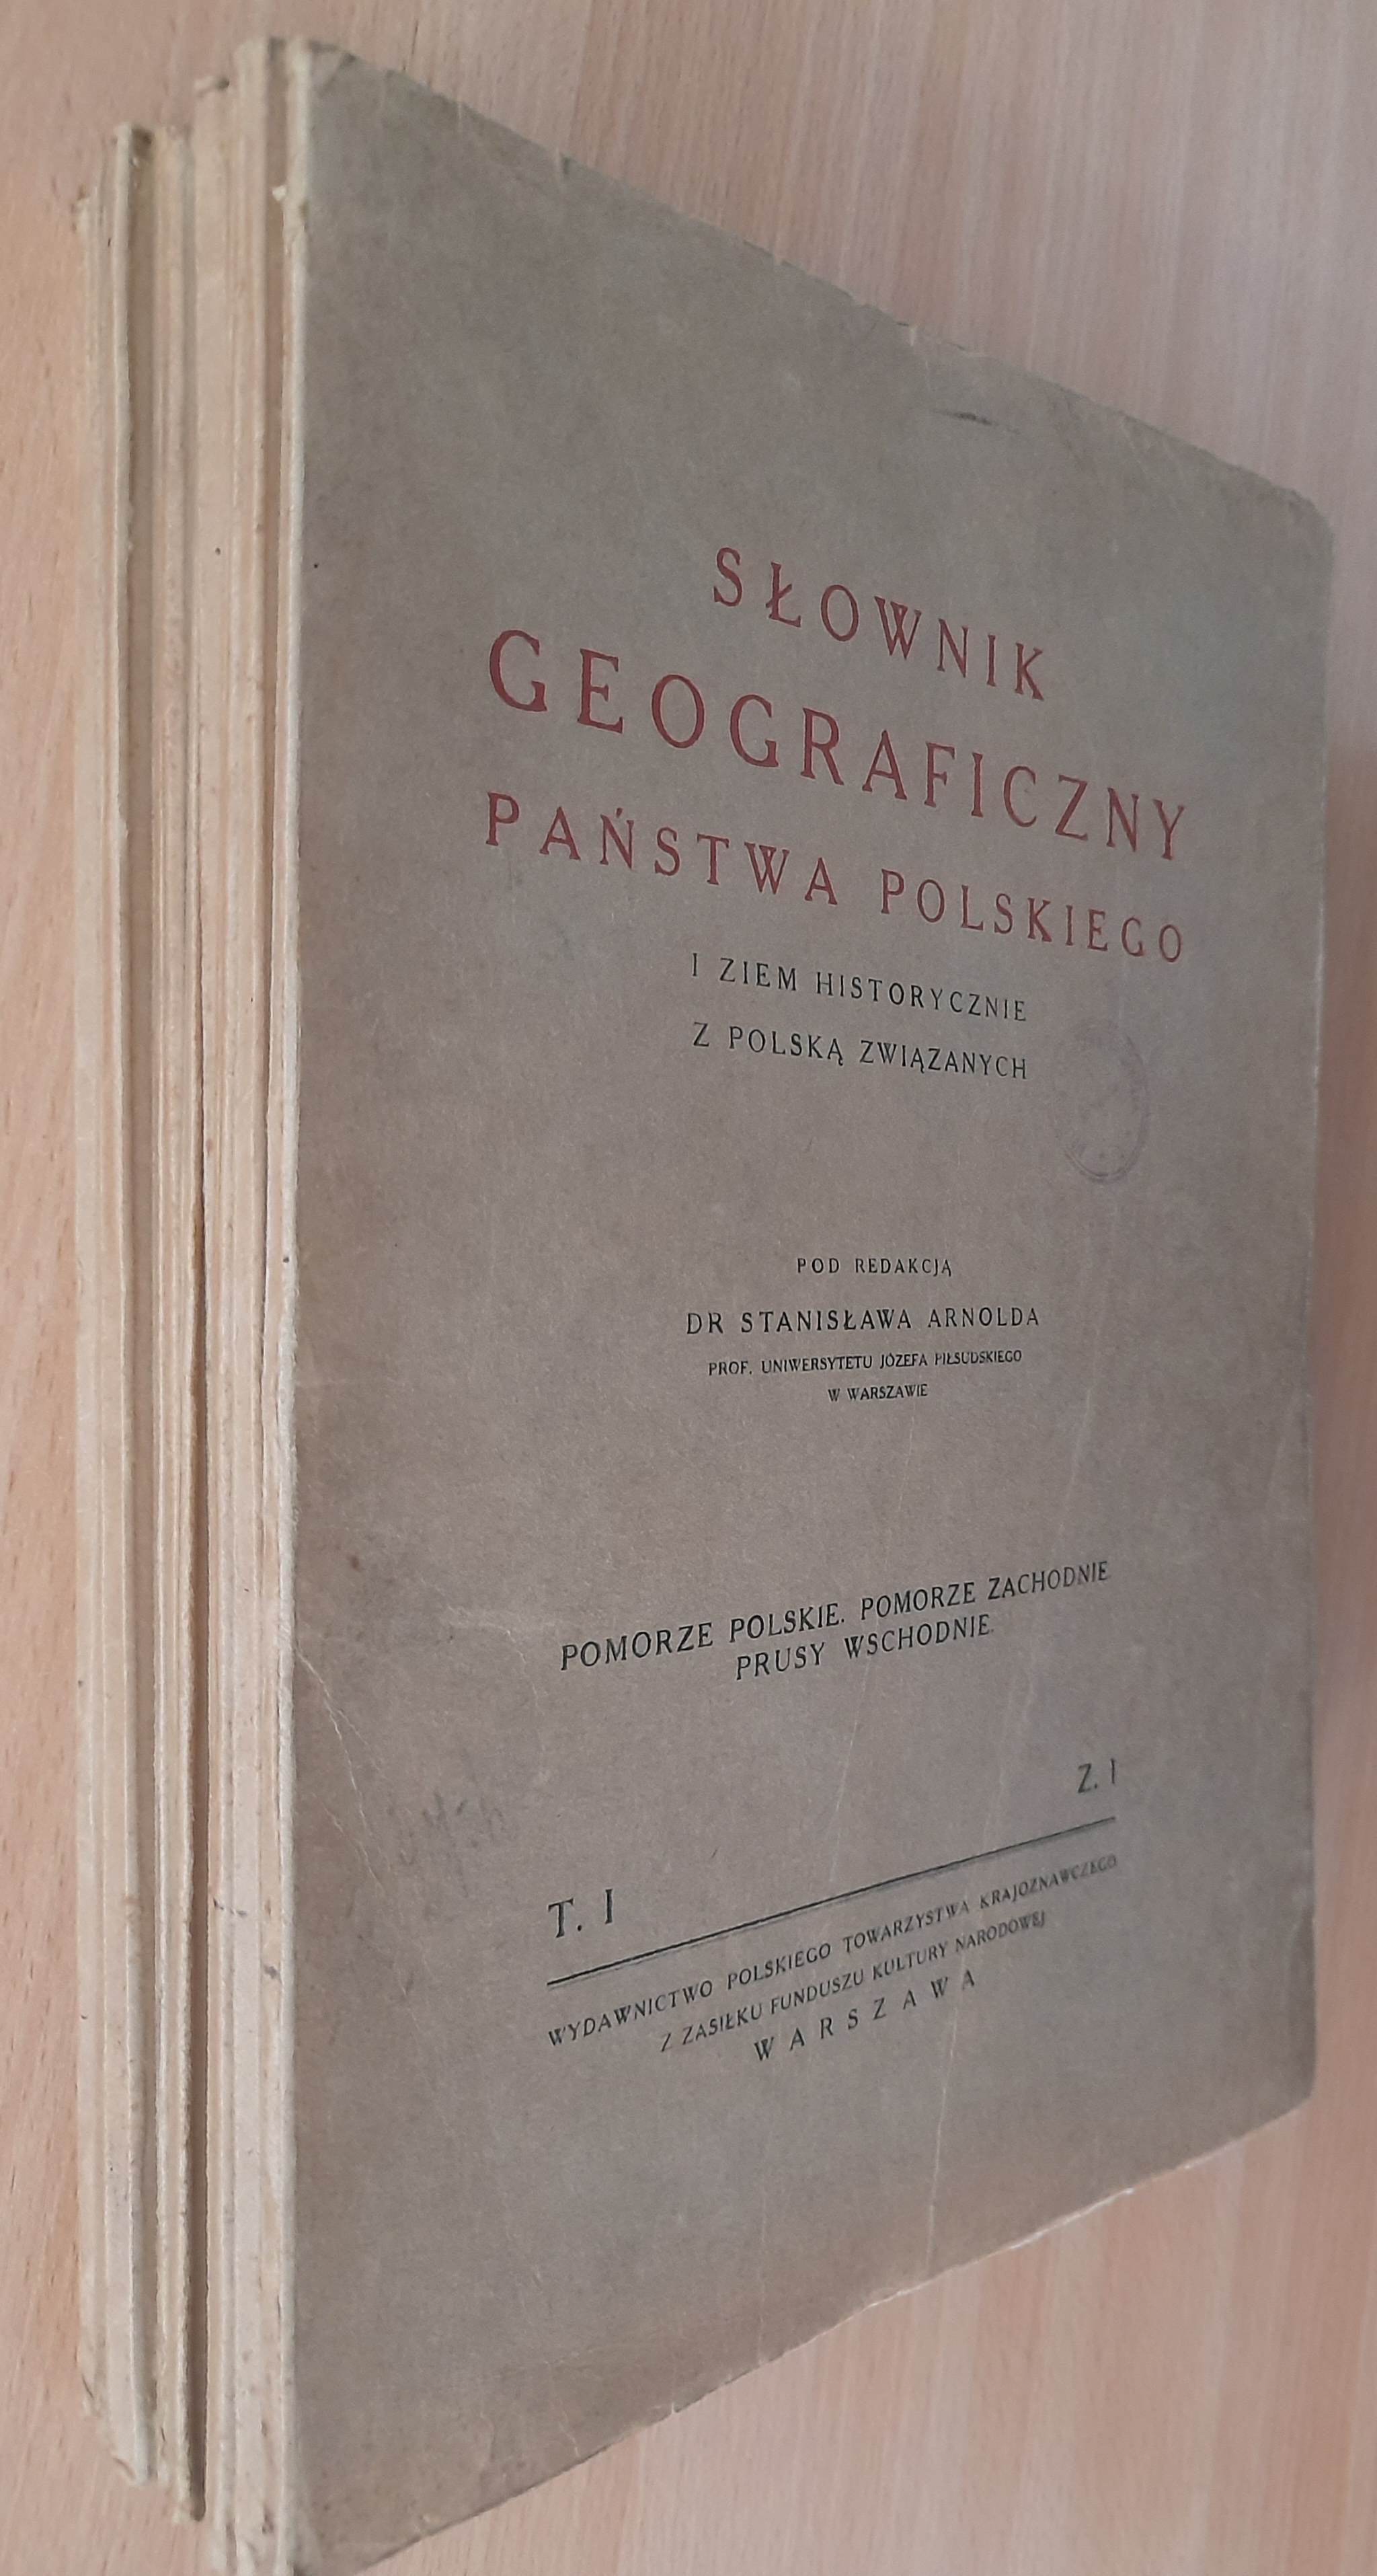 SŁOWNIK
GEOGRAFICZNY
PAŃSTWA POLSKIEGO
I ZIEM HISTORYCZNIE
Z POLSKĄ ZWIĄZANYCH
POD REDAKCJĄ
DR STANISŁAWA ARNOLDA
PROF. UNIWERSYTETU JÓZEFA PIŁSUDSKIEGO
W WARSZAWIE
POMORZE POLSKIE. POMORZE ZACHODNIE
PRUSY WSCHODNIE.
T. I Z. I
WYDAWNICTWO POLSKIEGO TOWARZYSTWA KRAJOZNAWCZEGO
Z ZASIŁKU FUNDUSZU KULTURY NARODOWEJ
WARSZAWA